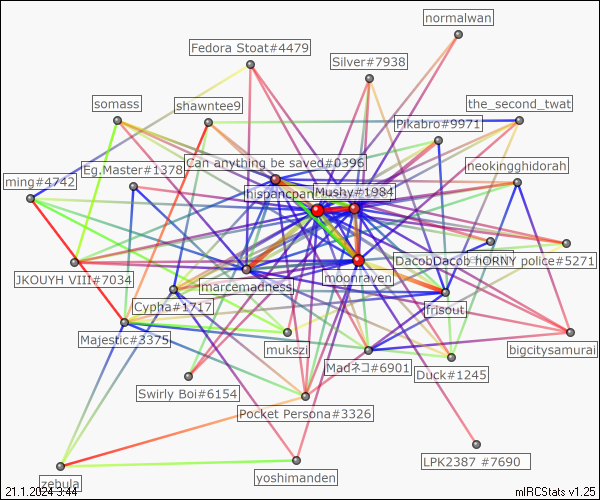 normalwan
Fedora Stoat#4479
Silver#7938
somass
shawntee9
the_second_twat
Pikabro#9971
Can anything be saved#0396
neokingghidorah
Eg.Master#1378
ming#4742
hispancpan
Mushy#1984
DacobDacob
hORNY police#5271
JKOUYH VIII#7034
marcemadness
moonraven
Cypha#1717
frisout
Majestic#3375
mukszi
bigcitysamurai
Madネコ#6901
Duck#1245
Swirly Boi#6154
Pocket Persona#3326
LPK2387 #7690
zebula
yoshimanden
21.1.2024 3:44
mIRCStats v1.25